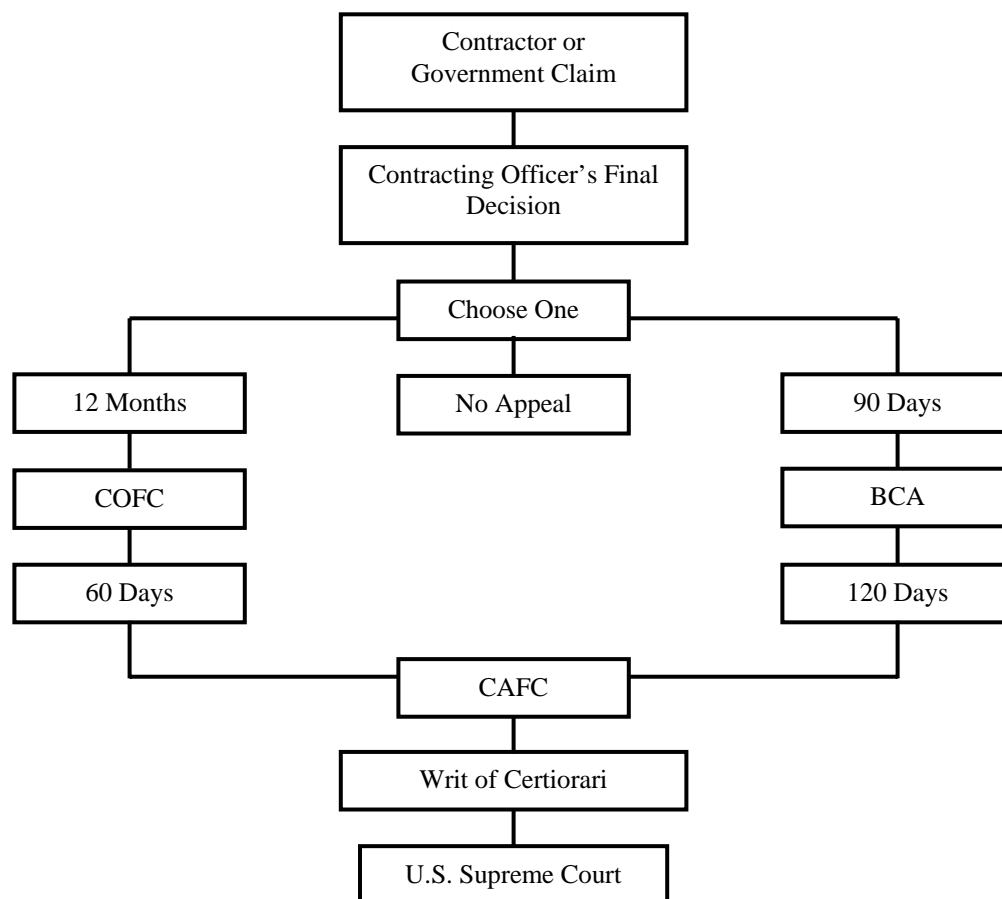 Contractor or
Government Claim
Contracting Officer’s Final
Decision
Choose One
12 Months
No Appeal
90 Days
COFC
BCA
60 Days
120 Days
CAFC
Writ of Certiorari
U.S. Supreme Court